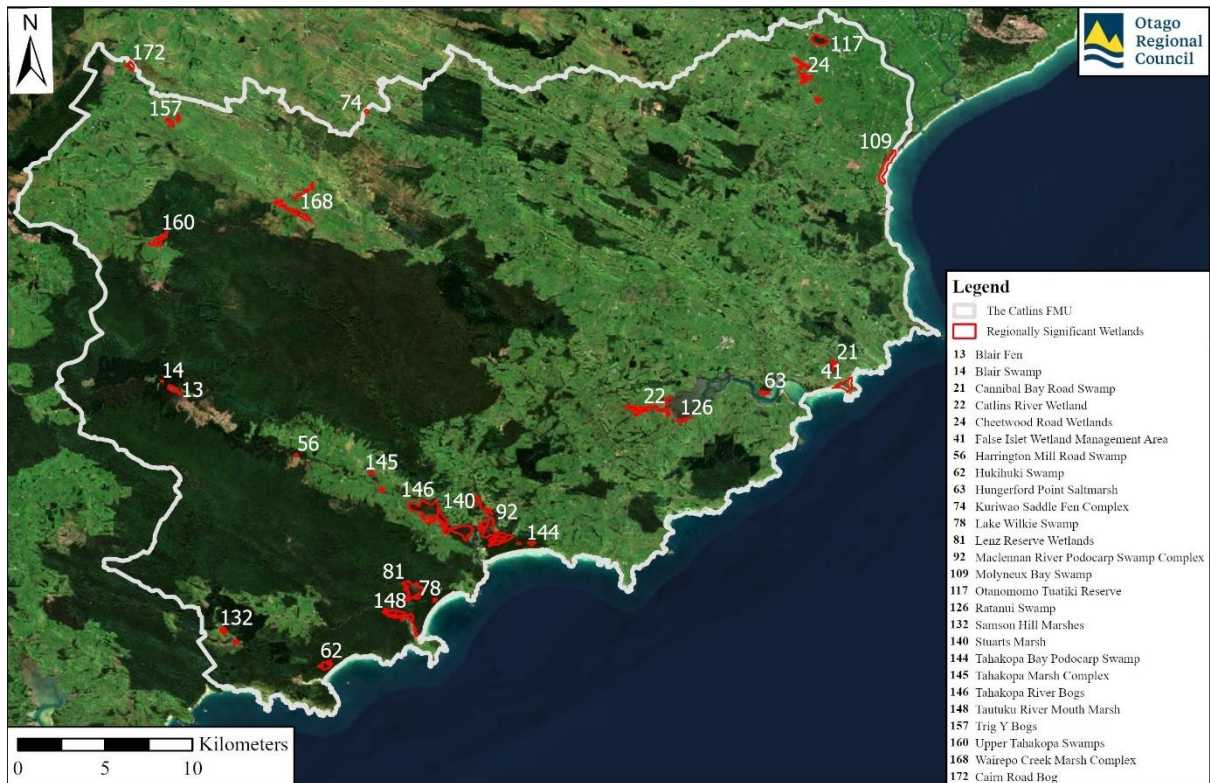 N
Otago
Regional
Council
172
117
24
74
157
109
168
160
14
13
21
41
63
22
126
56
145
146
140
92
144
81
78
148
132
62
Kilometers
0 5 10
Legend
The Catlins FMU
Regionally Significant Wetlands
13 Blair Fen
14 Blair Swamp
21 Cannibal Bay Road Swamp
22 Catlins River Wetland
24 Cheetwood Road Wetlands
41 False Islet Wetland Management Area
56 Harrington Mill Road Swamp
62 Hukihuki Swamp
63 Hungerford Point Saltmarsh
74 Kuriwao Saddle Fen Complex
78 Lake Wilkie Swamp
81 Lenz Reserve Wetlands
92 Maclennan River Podocarp Swamp Complex
109 Molyneux Bay Swamp
117 Otanomomo Tuatiki Reserve
126 Ratanui Swamp
132 Samson Hill Marshes
140 Stuarts Marsh
144 Tahakopa Bay Podocarp Swamp
145 Tahakopa Marsh Complex
146 Tahakopa River Bogs
148 Tautuku River Mouth Marsh
157 Trig Y Bogs
160 Upper Tahakopa Swamps
168 Wairepo Creek Marsh Complex
172 Cairn Road Bog